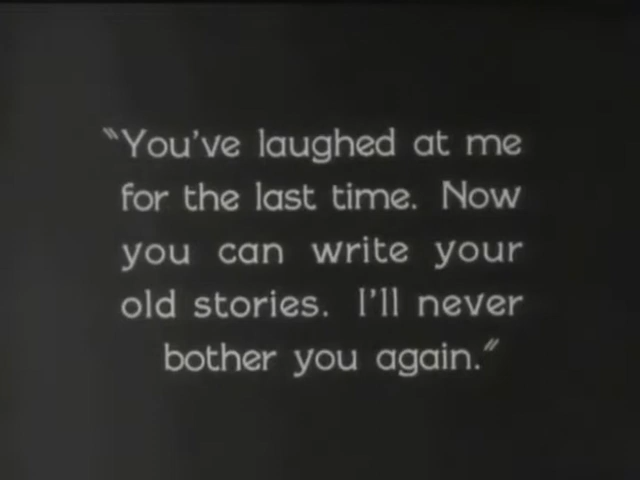 "You've laughed at me
for the last time. Now
you can write your
old stories. I'll never
bother you again."